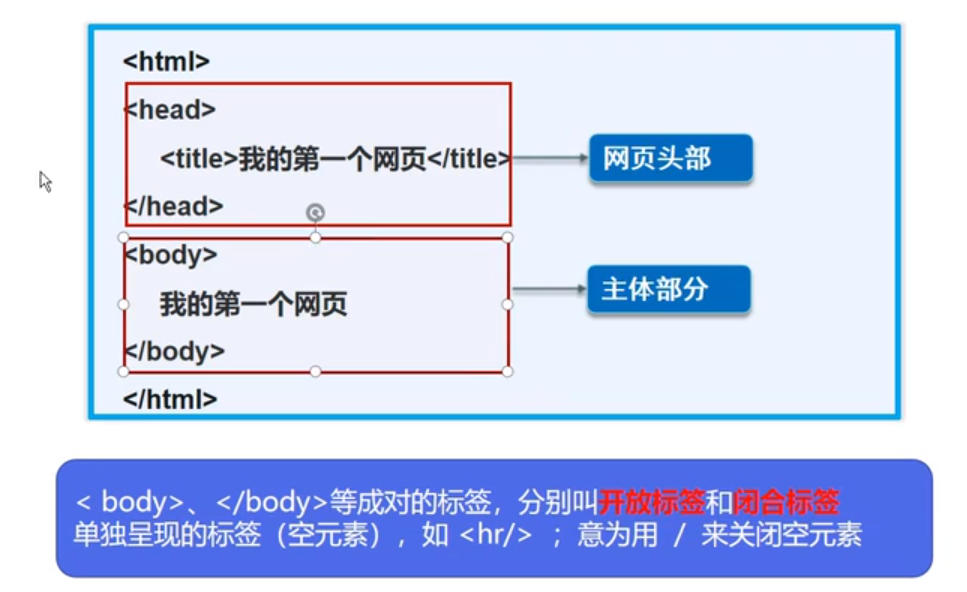 <html>
<head>
<title>我的第一个网页</title>
网页头部
</head>
<body>
我的第一个网页
主体部分
</body>
</html>
< body>、</body>等成对的标签，分别叫开放标签和闭合标签
单独呈现的标签（空元素），如 <hr/> ；意为用 / 来关闭空元素